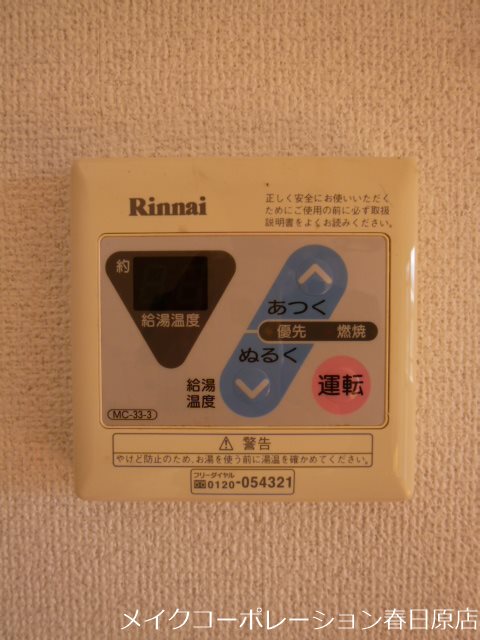 Rinnai
正しく安全にお使いいただく
ためにご使用の前に必ず取扱
説明書をよくお読みください。
約
給湯温度
あつく
優先 燃焼
ぬるく
給湯
温度
運転
MC-33-3
⚠ 警告
やけど防止のため、お湯を使う前に湯温を確かめてください。
フリーダイヤル
0120-054321
メイクコーポレーション春日原店